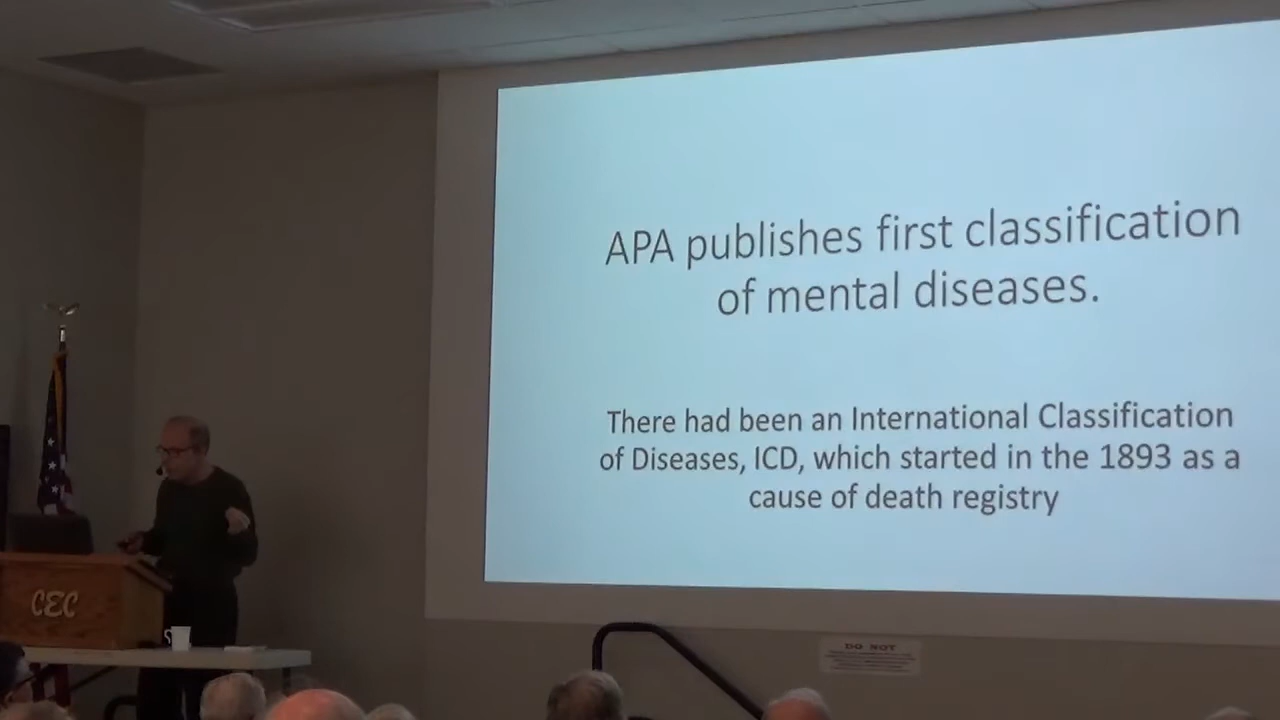 APA publishes first classification
of mental diseases.
There had been an International Classification
of Diseases, ICD, which started in the 1893 as a
cause of death registry
CEC
DO NOT